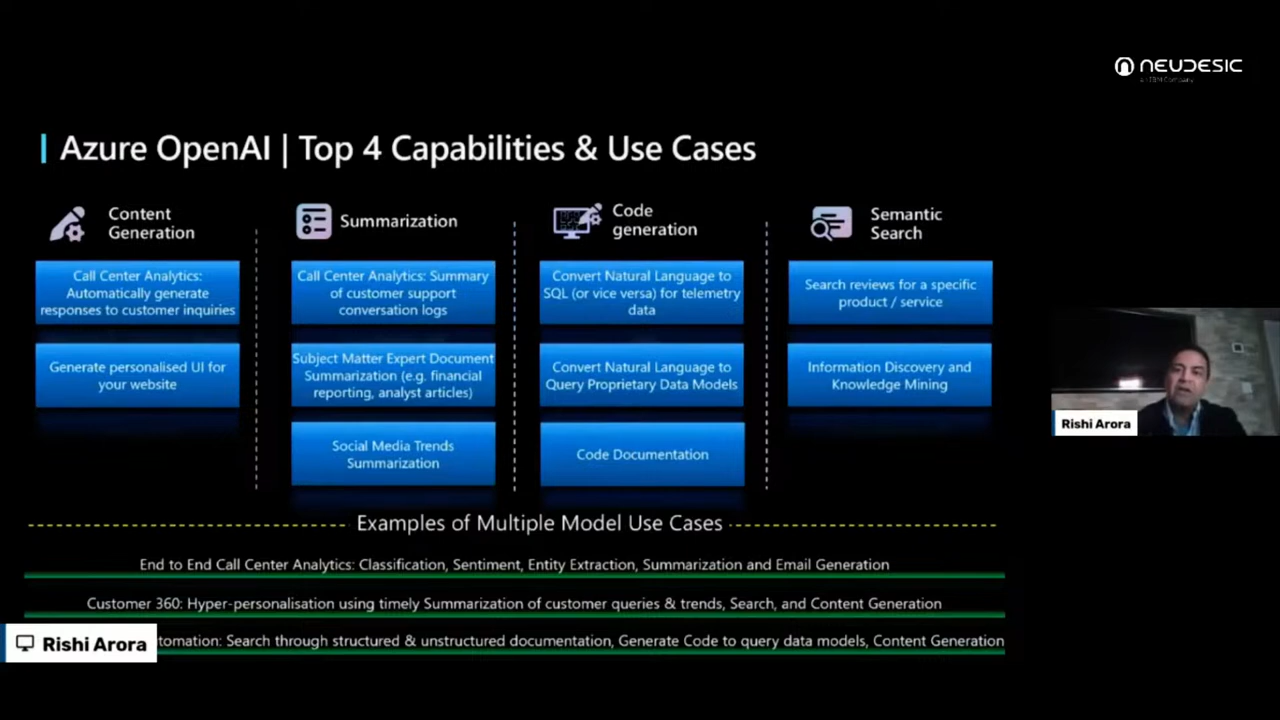 NEUDESIC
An IBM Company
Azure OpenAI | Top 4 Capabilities & Use Cases
Content
Generation
Call Center Analytics:
Automatically generate
responses to customer inquiries
Generate personalised UI for
your website
Summarization
Call Center Analytics: Summary
of customer support
conversation logs
Subject Matter Expert Document
Summarization (e.g. financial
reporting, analyst articles)
Social Media Trends
Summarization
Code
generation
Convert Natural Language to
SQL (or vice versa) for telemetry
data
Convert Natural Language to
Query Proprietary Data Models
Code Documentation
Semantic
Search
Search reviews for a specific
product / service
Information Discovery and
Knowledge Mining
Rishi Arora
Examples of Multiple Model Use Cases
End to End Call Center Analytics: Classification, Sentiment, Entity Extraction, Summarization and Email Generation
Customer 360: Hyper-personalisation using timely Summarization of customer queries & trends, Search, and Content Generation
Rishi Arora
tomation: Search through structured & unstructured documentation, Generate Code to query data models, Content Generation